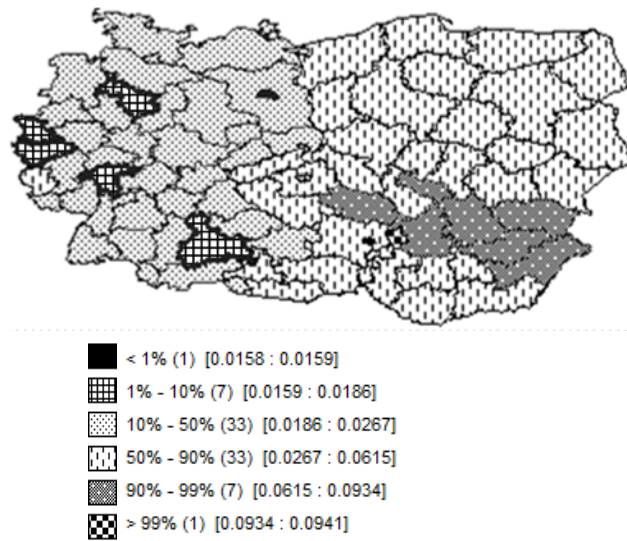 < 1% (1) [0.0158 : 0.0159]
1% - 10% (7) [0.0159 : 0.0186]
10% - 50% (33) [0.0186 : 0.0267]
50% - 90% (33) [0.0267 : 0.0615]
90% - 99% (7) [0.0615 : 0.0934]
> 99% (1) [0.0934 : 0.0941]